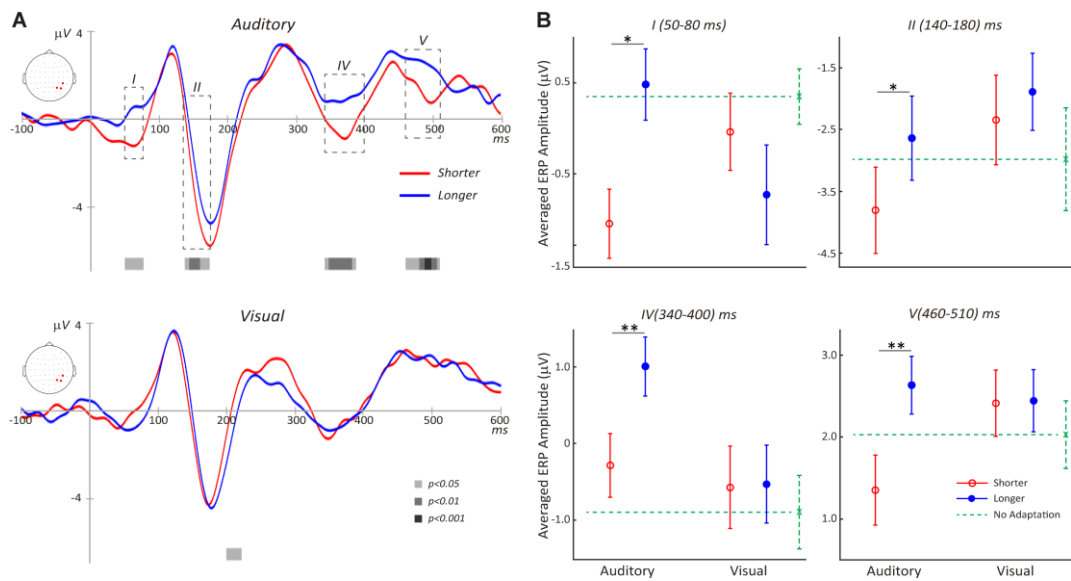 A
Auditory
μV 4
I
II
IV
V
-100
100
200
300
400
500
600
ms
Shorter
Longer
-4
Visual
μV 4
-100
100
200
300
400
500
600
ms
-4
p<0.05
p<0.01
p<0.001
B
I (50-80 ms)
Averaged ERP Amplitude (μV)
0.5
-0.5
-1.5
*
II (140-180) ms
-1.5
-2.5
-3.5
-4.5
*
IV(340-400) ms
Averaged ERP Amplitude (μV)
1.0
0
-1.0
**
Auditory Visual
V(460-510) ms
3.0
2.0
1.0
**
Shorter
Longer
No Adaptation
Auditory Visual